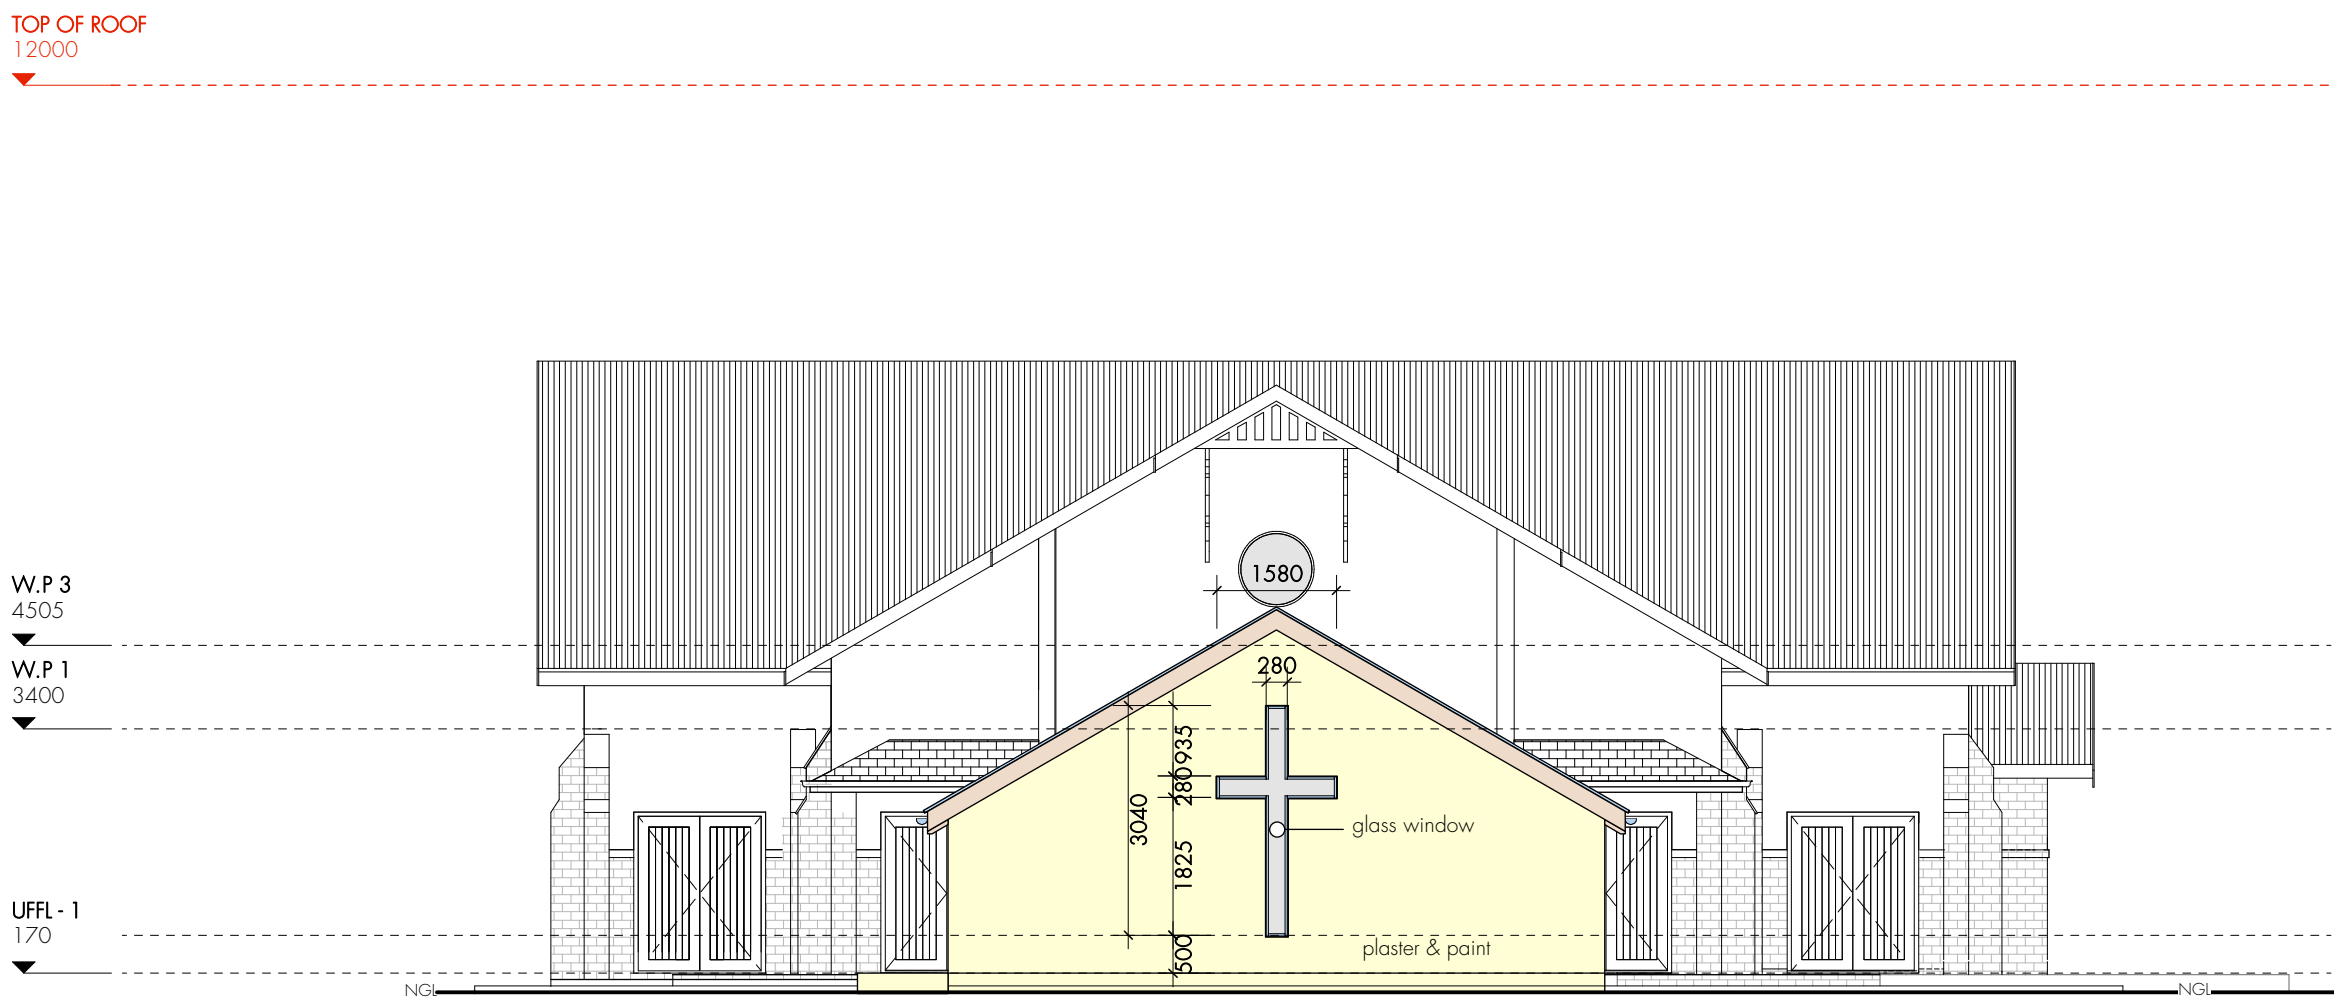 TOP OF ROOF
12000
W.P 3
4505
W.P 1
3400
UFFL - 1
170
1580
280
935
280
3040
1825
500
glass window
plaster & paint
NGL
NGL